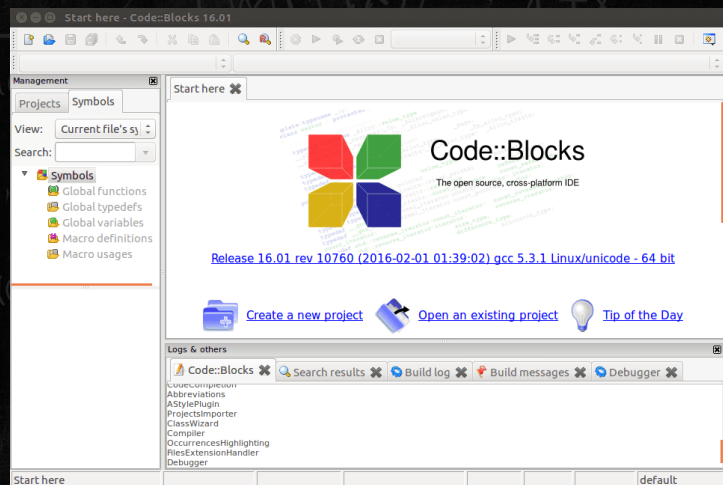 Start here - Code::Blocks 16.01
Management
Projects
Symbols
View:
Current file's sy
Search:
Symbols
Global functions
Global typedefs
Global variables
Macro definitions
Macro usages
Start here
Code::Blocks
The open source, cross-platform IDE
Release 16.01 rev 10760 (2016-02-01 01:39:02) gcc 5.3.1 Linux/unicode - 64 bit
Create a new project
Open an existing project
Tip of the Day
Logs & others
Code::Blocks
Search results
Build log
Build messages
Debugger
CodeCompletion
Abbreviations
AStylePlugin
ProjectsImporter
ClassWizard
Compiler
OccurrencesHighlighting
FilesExtensionHandler
Debugger
Start here
default